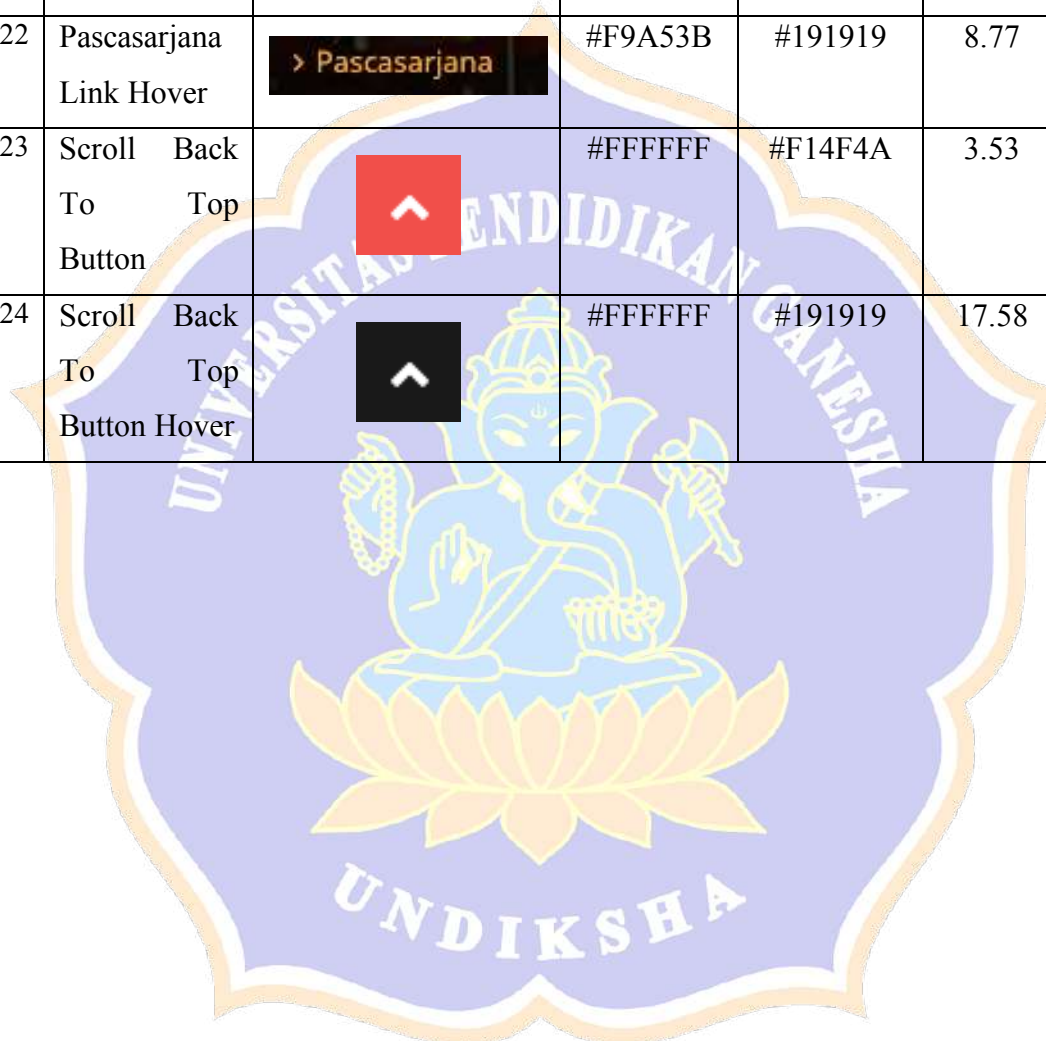 22 Pascasarjana > Pascasarjana #F9A53B #191919 8.77
Link Hover
23 Scroll Back #FFFFFF #F14F4A 3.53
To Top
Button
24 Scroll Back #FFFFFF #191919 17.58
To Top
Button Hover
UNIVERSITAS PENDIDIKAN GANESHA
UNDIKSHA